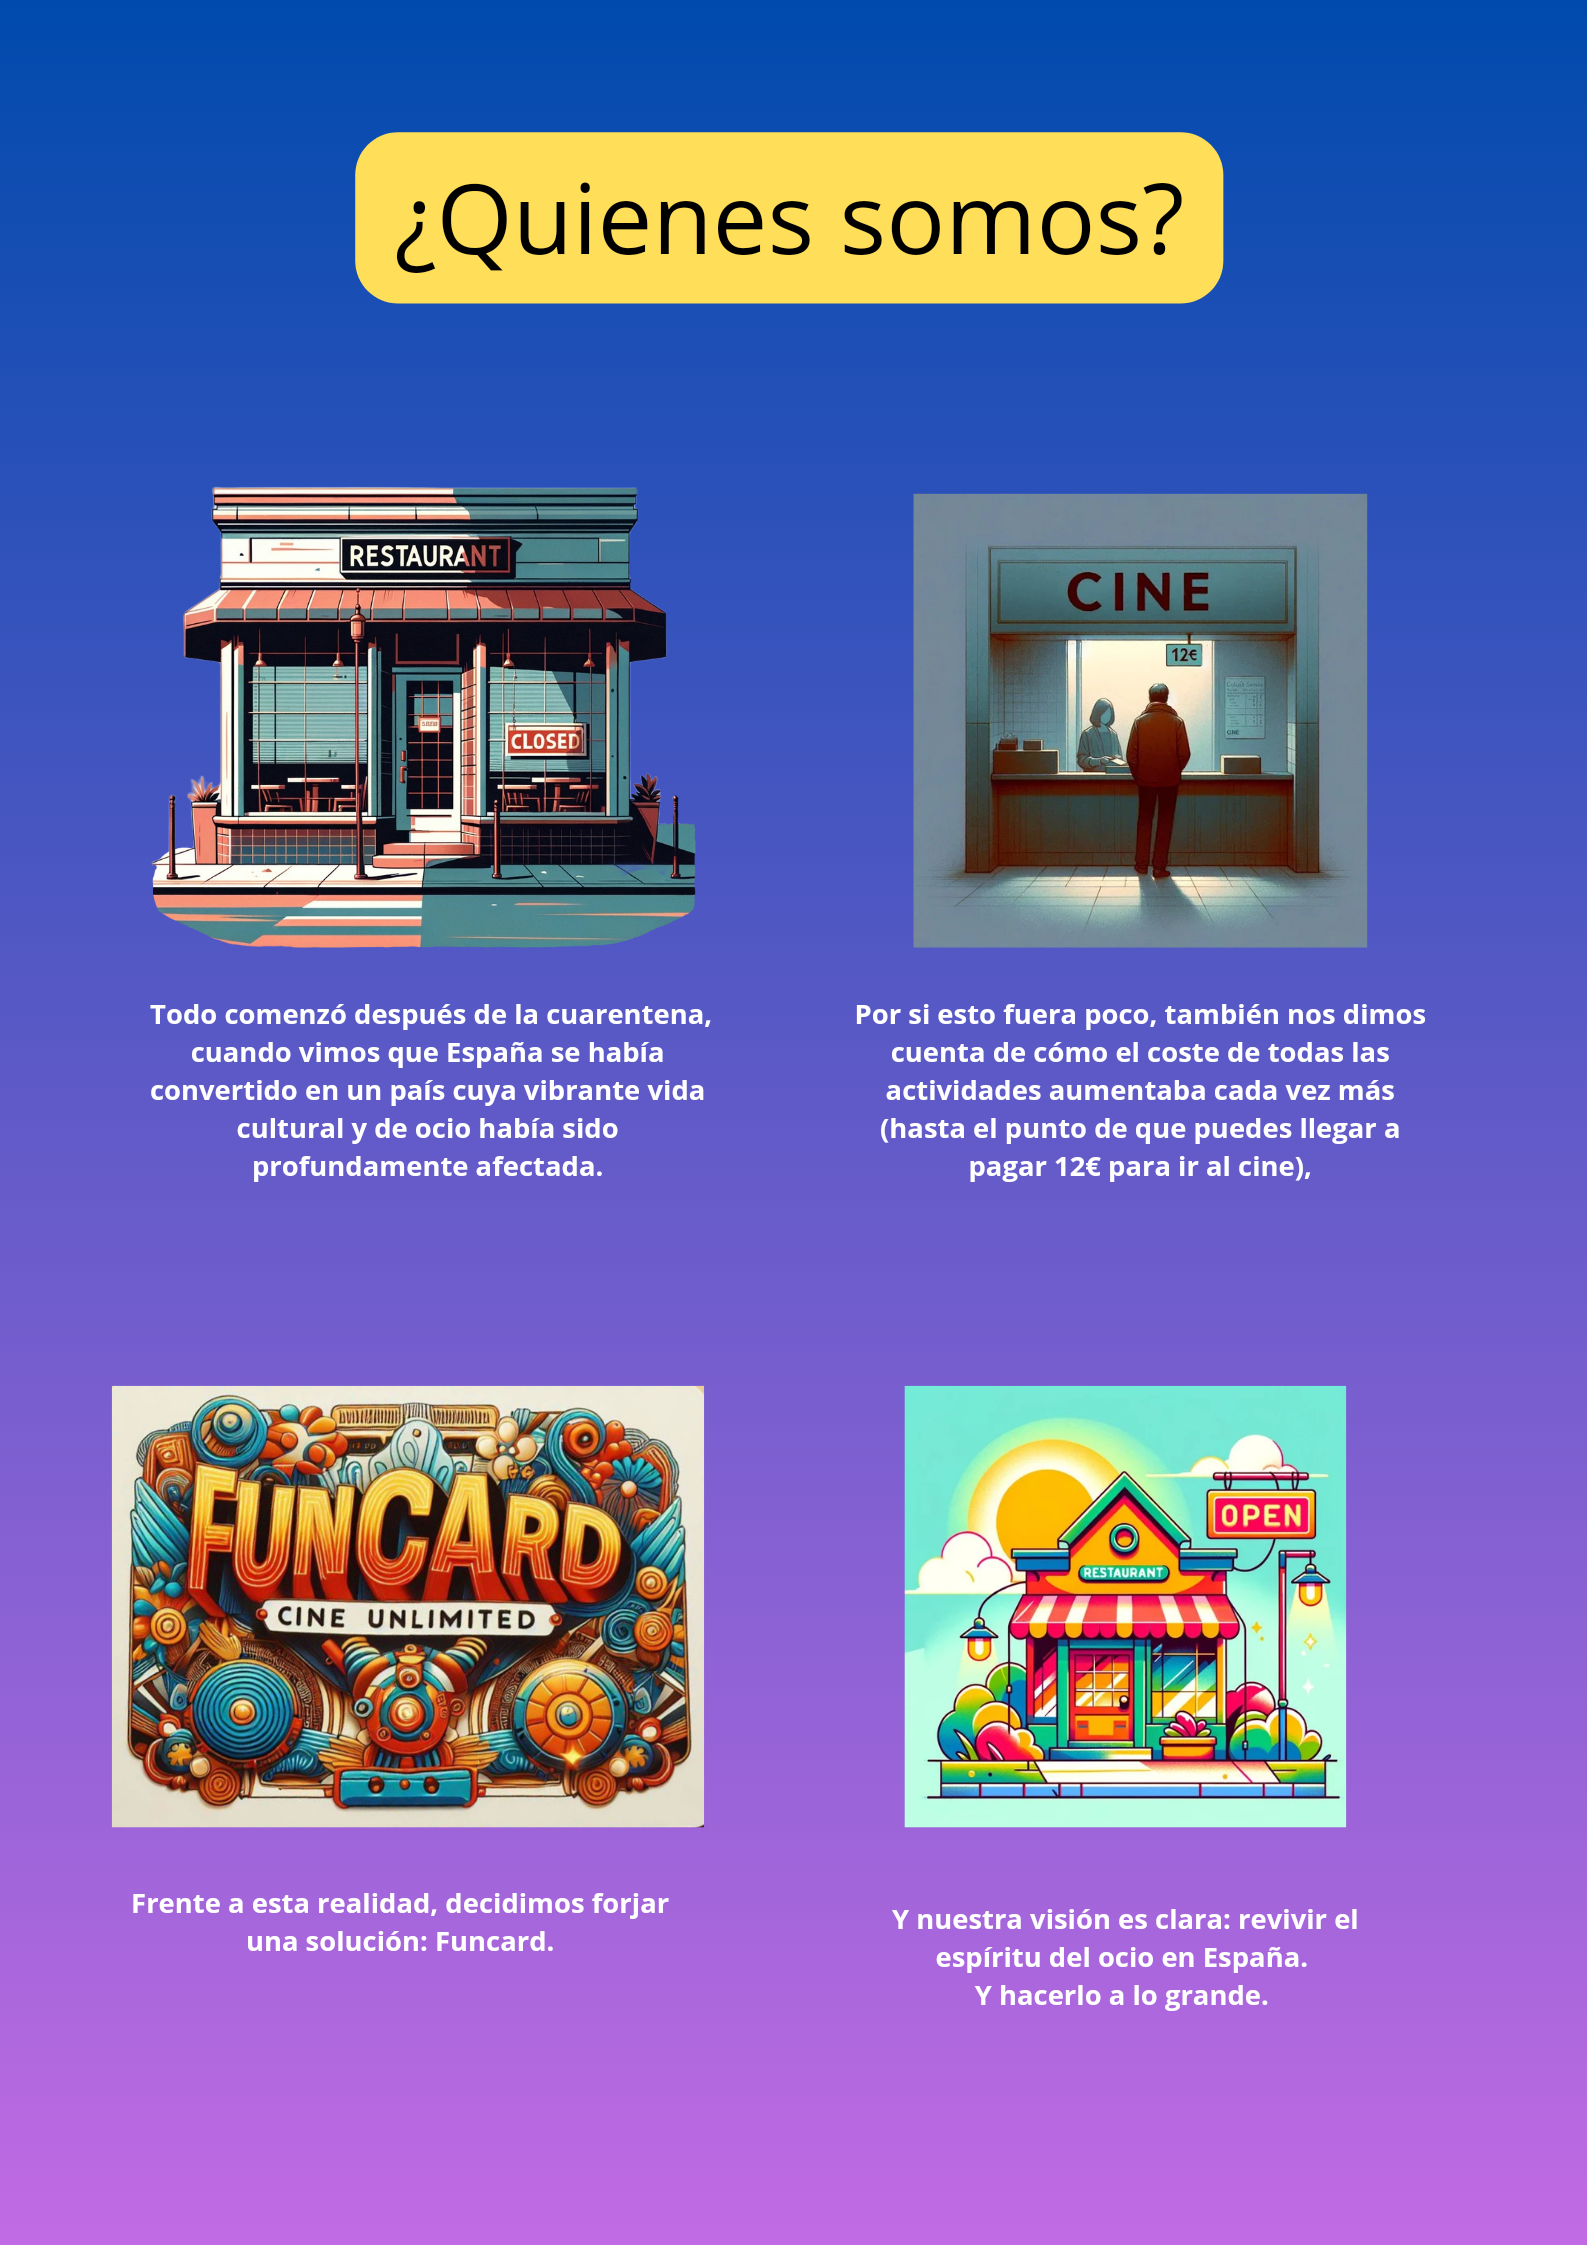 ¿Quienes somos?
RESTAURANT
CLOSED
CINE
12€
Todo comenzó después de la cuarentena,
cuando vimos que España se había
convertido en un país cuya vibrante vida
cultural y de ocio había sido
profundamente afectada.
Por si esto fuera poco, también nos dimos
cuenta de cómo el coste de todas las
actividades aumentaba cada vez más
(hasta el punto de que puedes llegar a
pagar 12€ para ir al cine),
FUNCARD
CINE UNLIMITED
OPEN
RESTAURANT
Frente a esta realidad, decidimos forjar
una solución: Funcard.
Y nuestra visión es clara: revivir el
espíritu del ocio en España.
Y hacerlo a lo grande.